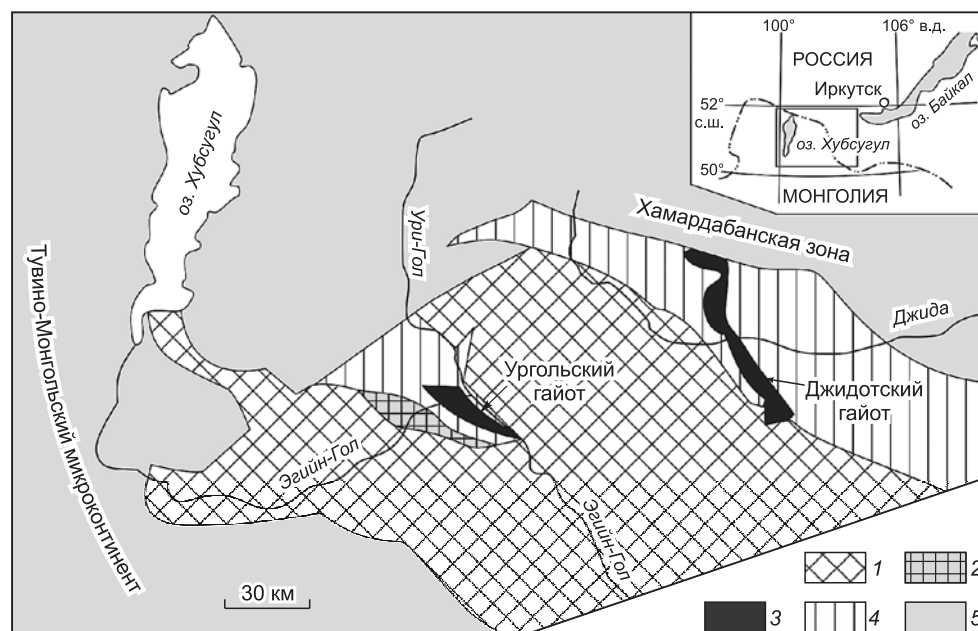 100°
106° в.д.
РОССИЯ
Иркутск
52°
с.ш.
оз. Байкал
оз. Хубсугул
50°
МОНГОЛИЯ
оз. Хубсугул
Ури-Гол
Хамардабанская зона
Тувино-Монгольский микроконтинент
Джида
Ургольский
гайот
Джидотский
гайот
Эгийн-Гол
Эгийн-Гол
30 км
1
2
3
4
5